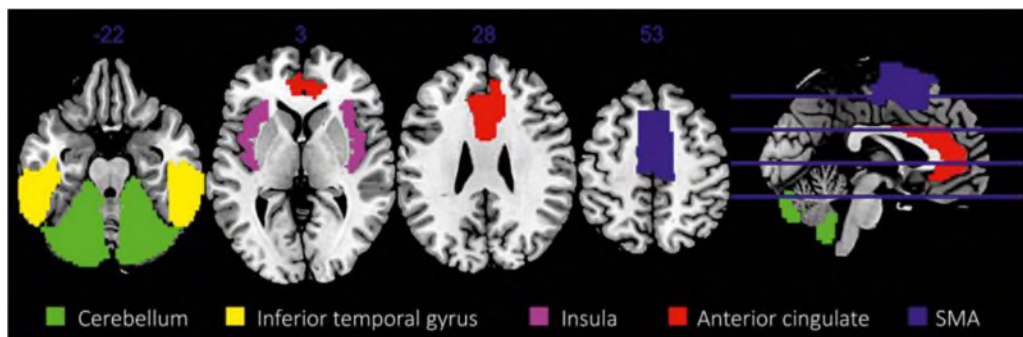 -22 3 28 53
Cerebellum Inferior temporal gyrus Insula Anterior cingulate SMA